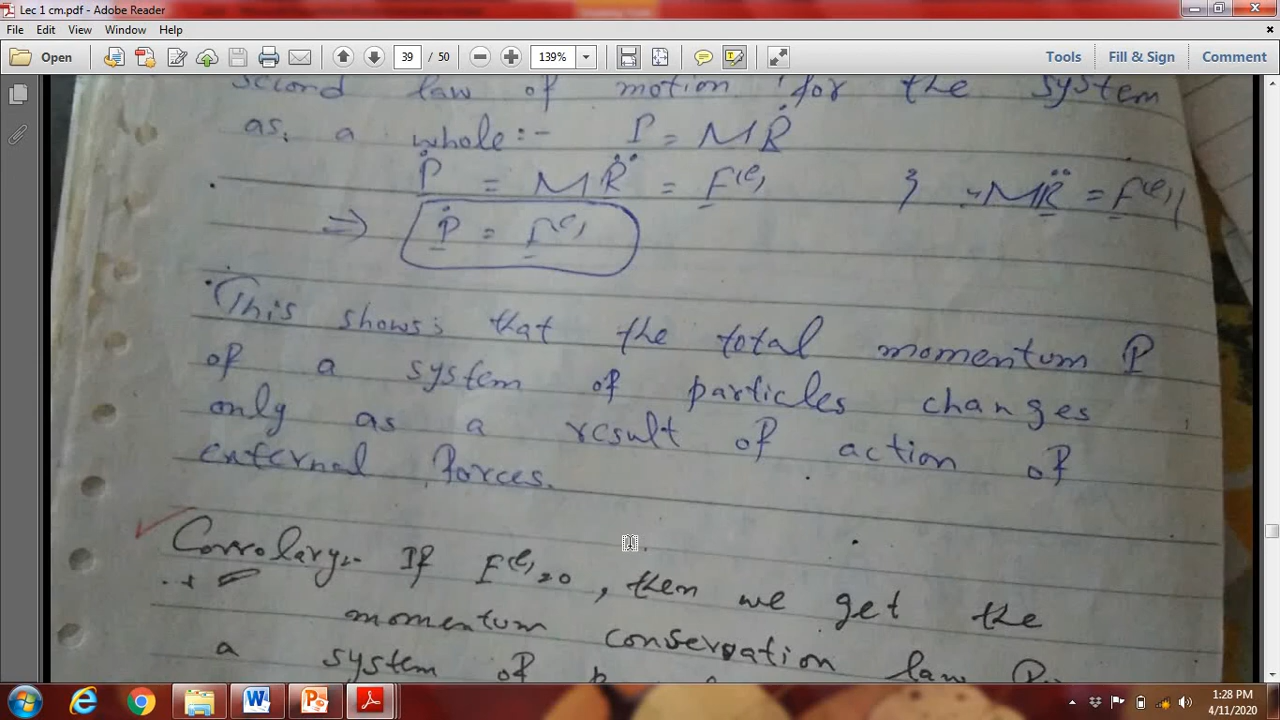 Lec 1 cm.pdf - Adobe Reader
File Edit View Window Help
Open 39 / 50 139% Tools Fill & Sign Comment
second law of motion for the system
as a whole:- P = MṘ
Ṗ = MR̈ = F^(e) } MR̈ = F^(e)
⇒ Ṗ = F^(e)
This shows that the total momentum P
of a system of particles changes
only as a result of action of
external forces.
Corrolary:- If F^(e) = 0, then we get the
momentum conservation law
a system of
1:28 PM
4/11/2020